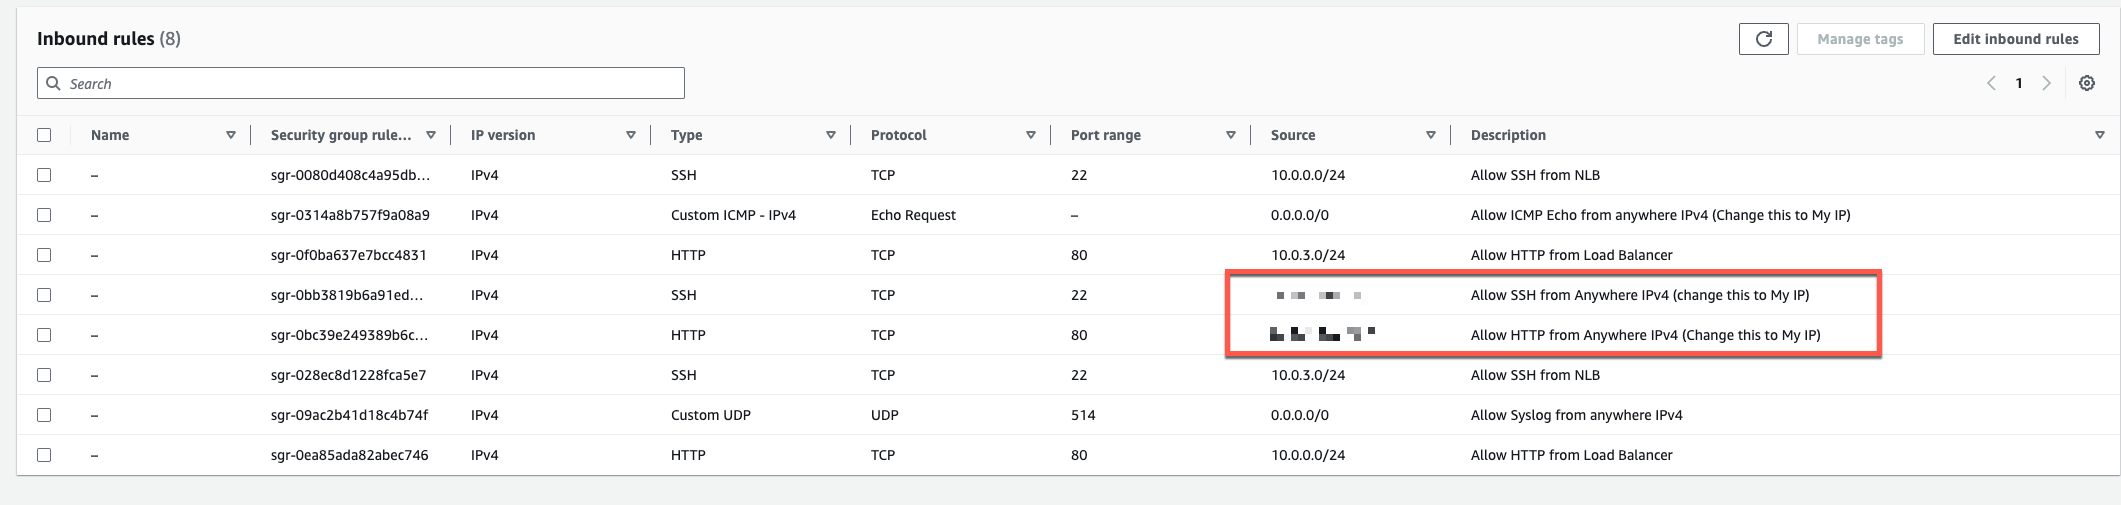 Inbound rules (8)
Manage tags
Edit inbound rules
Search
1
Name Security group rule... IP version Type Protocol Port range Source Description
– sgr-0080d408c4a95db... IPv4 SSH TCP 22 10.0.0.0/24 Allow SSH from NLB
– sgr-0314a8b757f9a08a9 IPv4 Custom ICMP - IPv4 Echo Request – 0.0.0.0/0 Allow ICMP Echo from anywhere IPv4 (Change this to My IP)
– sgr-0f0ba637e7bcc4831 IPv4 HTTP TCP 80 10.0.3.0/24 Allow HTTP from Load Balancer
– sgr-0bb3819b6a91ed... IPv4 SSH TCP 22 Allow SSH from Anywhere IPv4 (change this to My IP)
– sgr-0bc39e249389b6c... IPv4 HTTP TCP 80 Allow HTTP from Anywhere IPv4 (Change this to My IP)
– sgr-028ec8d1228fca5e7 IPv4 SSH TCP 22 10.0.3.0/24 Allow SSH from NLB
– sgr-09ac2b41d18c4b74f IPv4 Custom UDP UDP 514 0.0.0.0/0 Allow Syslog from anywhere IPv4
– sgr-0ea85ada82abec746 IPv4 HTTP TCP 80 10.0.0.0/24 Allow HTTP from Load Balancer